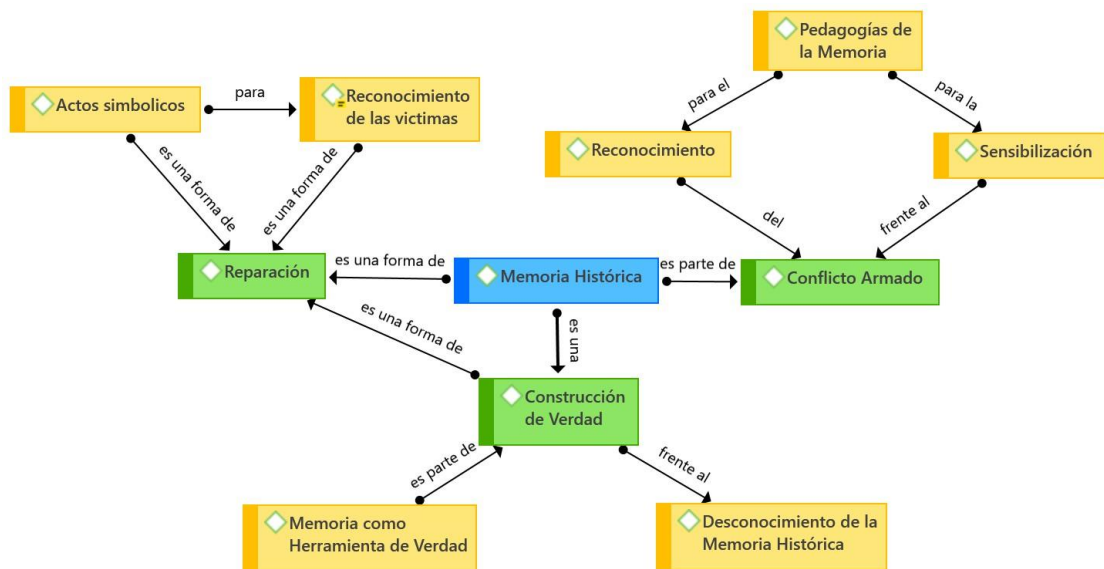 Pedagogías de
la Memoria
Actos simbolicos
para
Reconocimiento
de las victimas
para el
para la
Reconocimiento
Sensibilización
es una forma de
es una forma de
del
frente al
Reparación
es una forma de
Memoria Histórica
es parte de
Conflicto Armado
es una forma de
es una
Construcción
de Verdad
es parte de
frente al
Memoria como
Herramienta de Verdad
Desconocimiento de la
Memoria Histórica